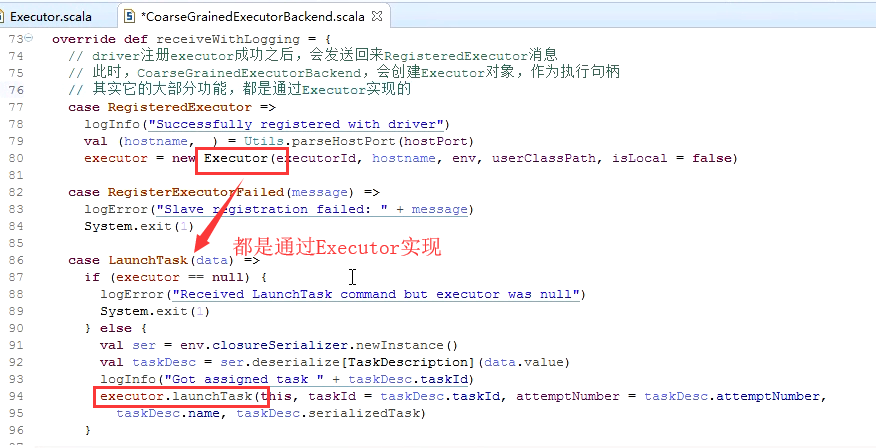 Executor.scala
*CoarseGrainedExecutorBackend.scala
73 override def receiveWithLogging = {
74 // driver注册executor成功之后，会发送回来RegisteredExecutor消息
75 // 此时，CoarseGrainedExecutorBackend，会创建Executor对象，作为执行句柄
76 // 其实它的大部分功能，都是通过Executor实现的
77 case RegisteredExecutor =>
78 logInfo("Successfully registered with driver")
79 val (hostname, _) = Utils.parseHostPort(hostPort)
80 executor = new Executor(executorId, hostname, env, userClassPath, isLocal = false)
81
82 case RegisterExecutorFailed(message) =>
83 logError("Slave registration failed: " + message)
84 System.exit(1)
85
都是通过Executor实现
86 case LaunchTask(data) =>
87 if (executor == null) {
88 logError("Received LaunchTask command but executor was null")
89 System.exit(1)
90 } else {
91 val ser = env.closureSerializer.newInstance()
92 val taskDesc = ser.deserialize[TaskDescription](data.value)
93 logInfo("Got assigned task " + taskDesc.taskId)
94 executor.launchTask(this, taskId = taskDesc.taskId, attemptNumber = taskDesc.attemptNumber,
95 taskDesc.name, taskDesc.serializedTask)
96 }